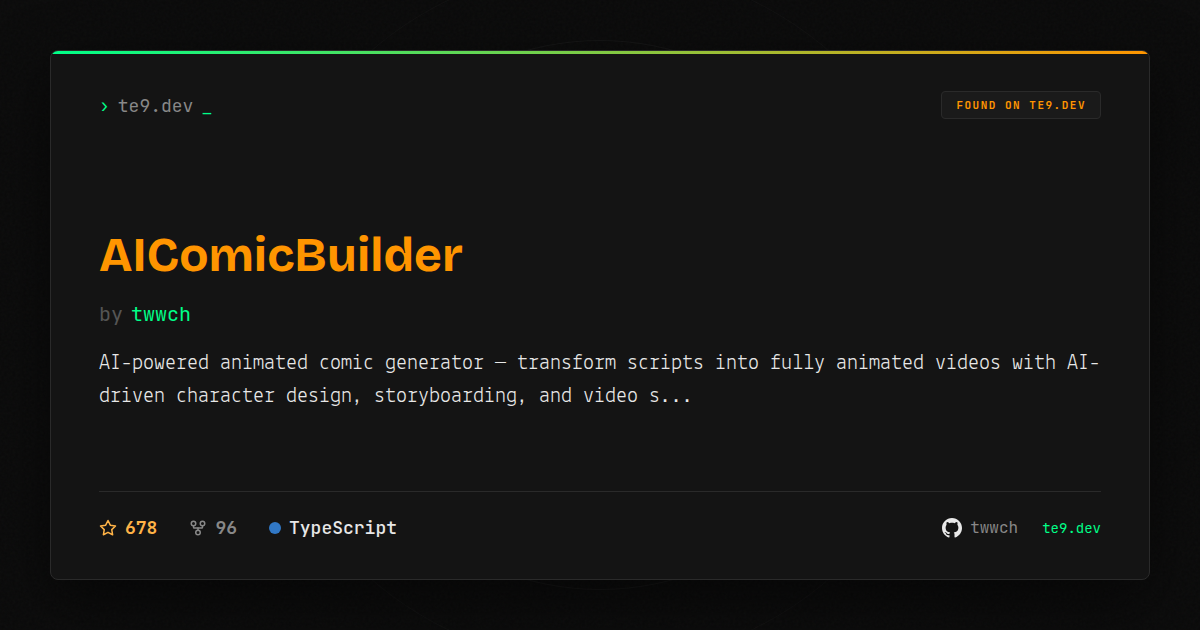 › te9.dev _
FOUND ON TE9.DEV
AIComicBuilder
by twwch
AI-powered animated comic generator — transform scripts into fully animated videos with AI-
driven character design, storyboarding, and video s...
678 96 TypeScript
twwch te9.dev